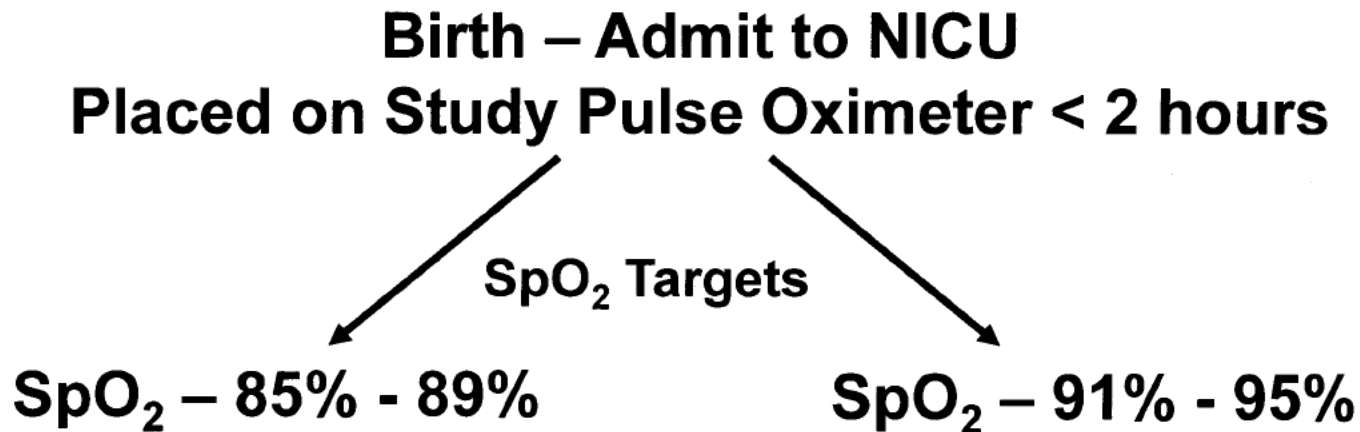 Birth – Admit to NICU
Placed on Study Pulse Oximeter < 2 hours
SpO₂ Targets
SpO₂ – 85% - 89%
SpO₂ – 91% - 95%